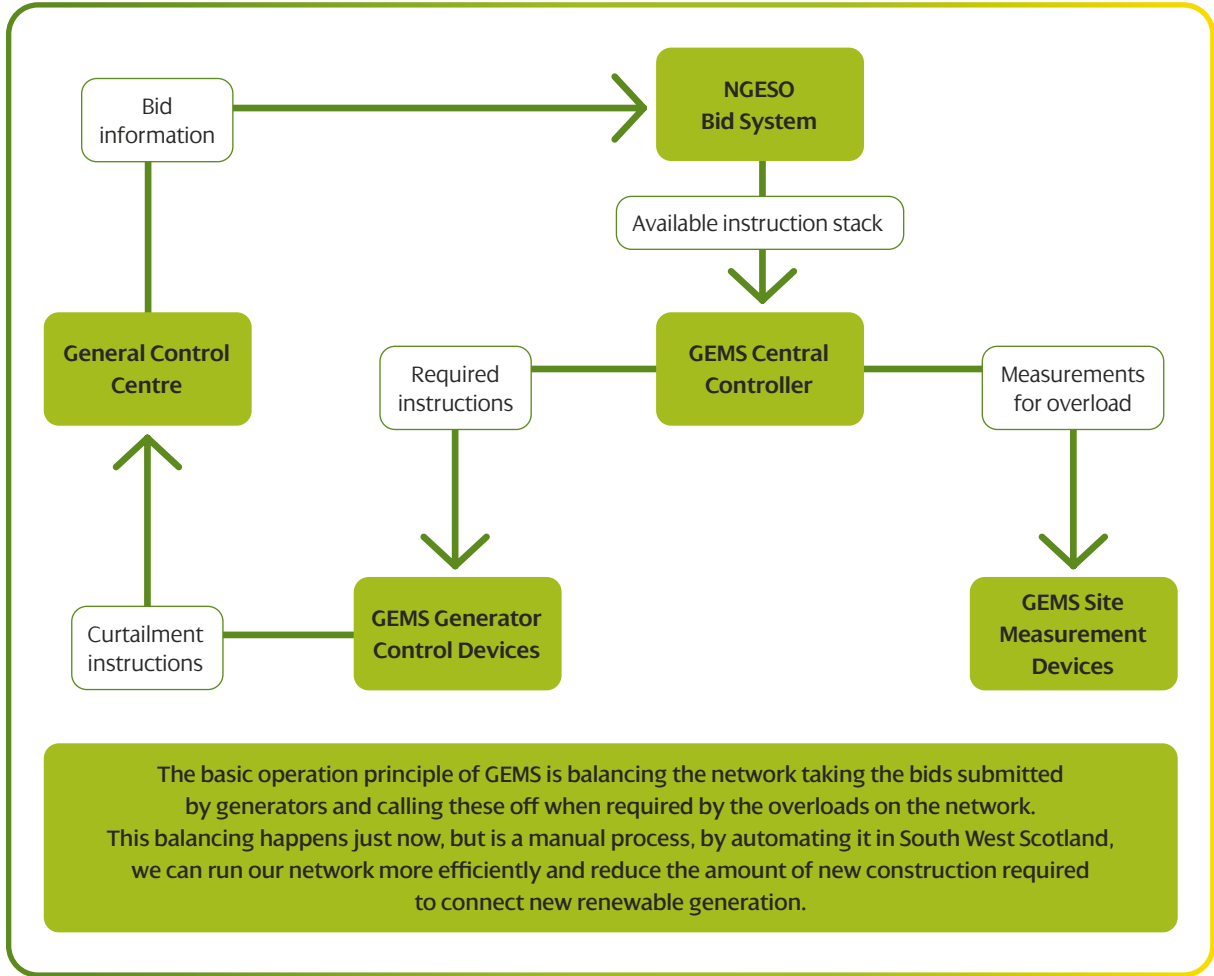 Bid
information
NGESO
Bid System
Available instruction stack
General Control
Centre
Required
instructions
GEMS Central
Controller
Measurements
for overload
Curtailment
instructions
GEMS Generator
Control Devices
GEMS Site
Measurement
Devices
The basic operation principle of GEMS is balancing the network taking the bids submitted
by generators and calling these off when required by the overloads on the network.
This balancing happens just now, but is a manual process, by automating it in South West Scotland,
we can run our network more efficiently and reduce the amount of new construction required
to connect new renewable generation.